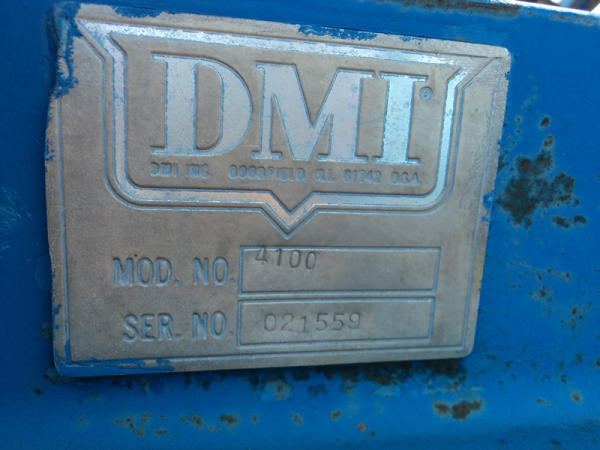 DMI®
DMI INC. GOODFIELD ILL. 61742 U.S.A.
MOD. NO. 4100
SER. NO. 021559